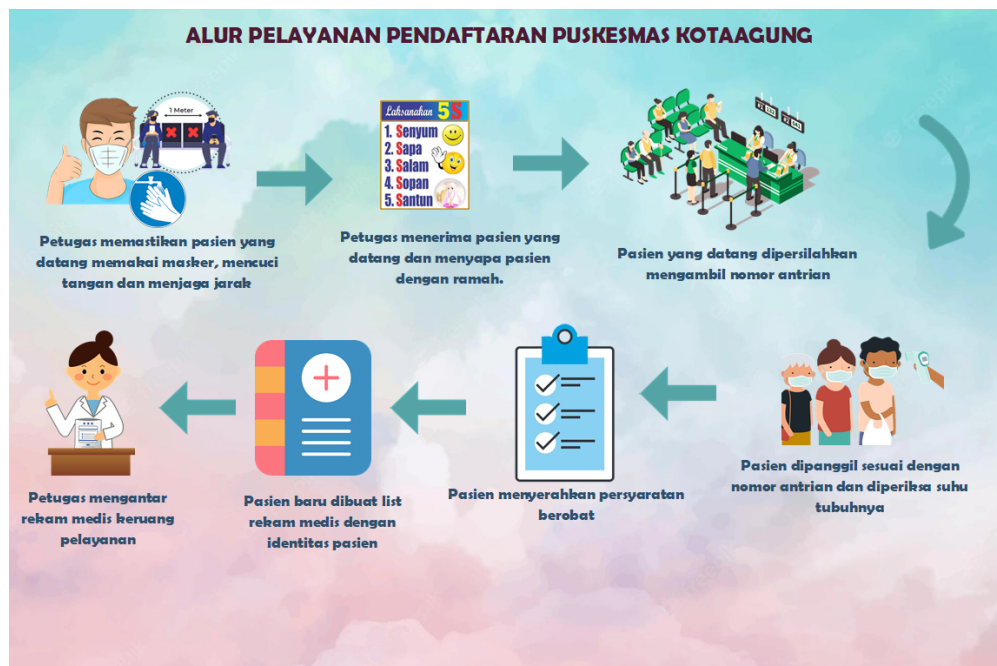 ALUR PELAYANAN PENDAFTARAN PUSKESMAS KOTAAGUNG
1 Meter
Petugas memastikan pasien yang
datang memakai masker, mencuci
tangan dan menjaga jarak
Laksanakan 5S
1. Senyum
2. Sapa
3. Salam
4. Sopan
5. Santun
Petugas menerima pasien yang
datang dan menyapa pasien
dengan ramah.
Pasien yang datang dipersilahkan
mengambil nomor antrian
Pasien dipanggil sesuai dengan
nomor antrian dan diperiksa suhu
tubuhnya
Pasien menyerahkan persyaratan
berobat
Pasien baru dibuat list
rekam medis dengan
identitas pasien
Petugas mengantar
rekam medis keruang
pelayanan